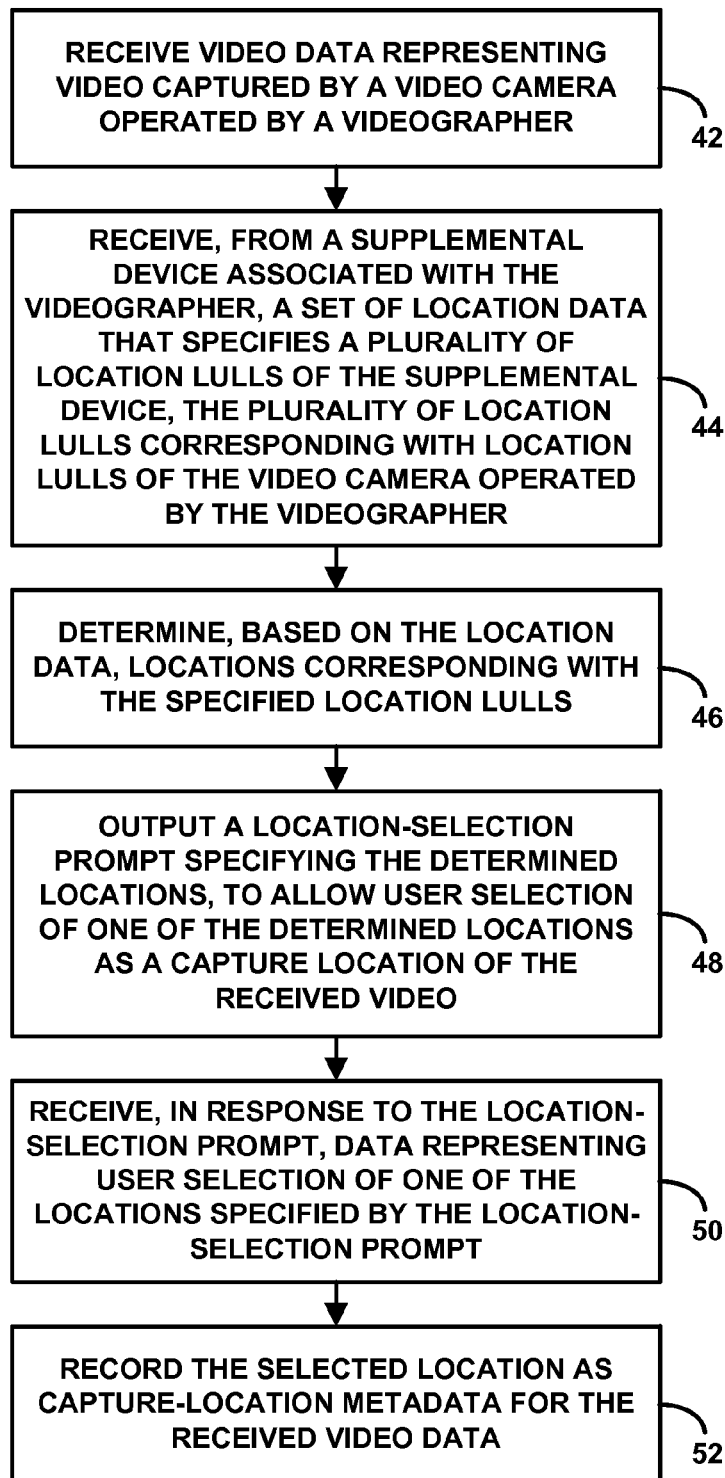 RECEIVE VIDEO DATA REPRESENTING
VIDEO CAPTURED BY A VIDEO CAMERA
OPERATED BY A VIDEOGRAPHER
42
RECEIVE, FROM A SUPPLEMENTAL
DEVICE ASSOCIATED WITH THE
VIDEOGRAPHER, A SET OF LOCATION DATA
THAT SPECIFIES A PLURALITY OF
LOCATION LULLS OF THE SUPPLEMENTAL
DEVICE, THE PLURALITY OF LOCATION
LULLS CORRESPONDING WITH LOCATION
LULLS OF THE VIDEO CAMERA OPERATED
BY THE VIDEOGRAPHER
44
DETERMINE, BASED ON THE LOCATION
DATA, LOCATIONS CORRESPONDING WITH
THE SPECIFIED LOCATION LULLS
46
OUTPUT A LOCATION-SELECTION
PROMPT SPECIFYING THE DETERMINED
LOCATIONS, TO ALLOW USER SELECTION
OF ONE OF THE DETERMINED LOCATIONS
AS A CAPTURE LOCATION OF THE
RECEIVED VIDEO
48
RECEIVE, IN RESPONSE TO THE LOCATION-
SELECTION PROMPT, DATA REPRESENTING
USER SELECTION OF ONE OF THE
LOCATIONS SPECIFIED BY THE LOCATION-
SELECTION PROMPT
50
RECORD THE SELECTED LOCATION AS
CAPTURE-LOCATION METADATA FOR THE
RECEIVED VIDEO DATA
52